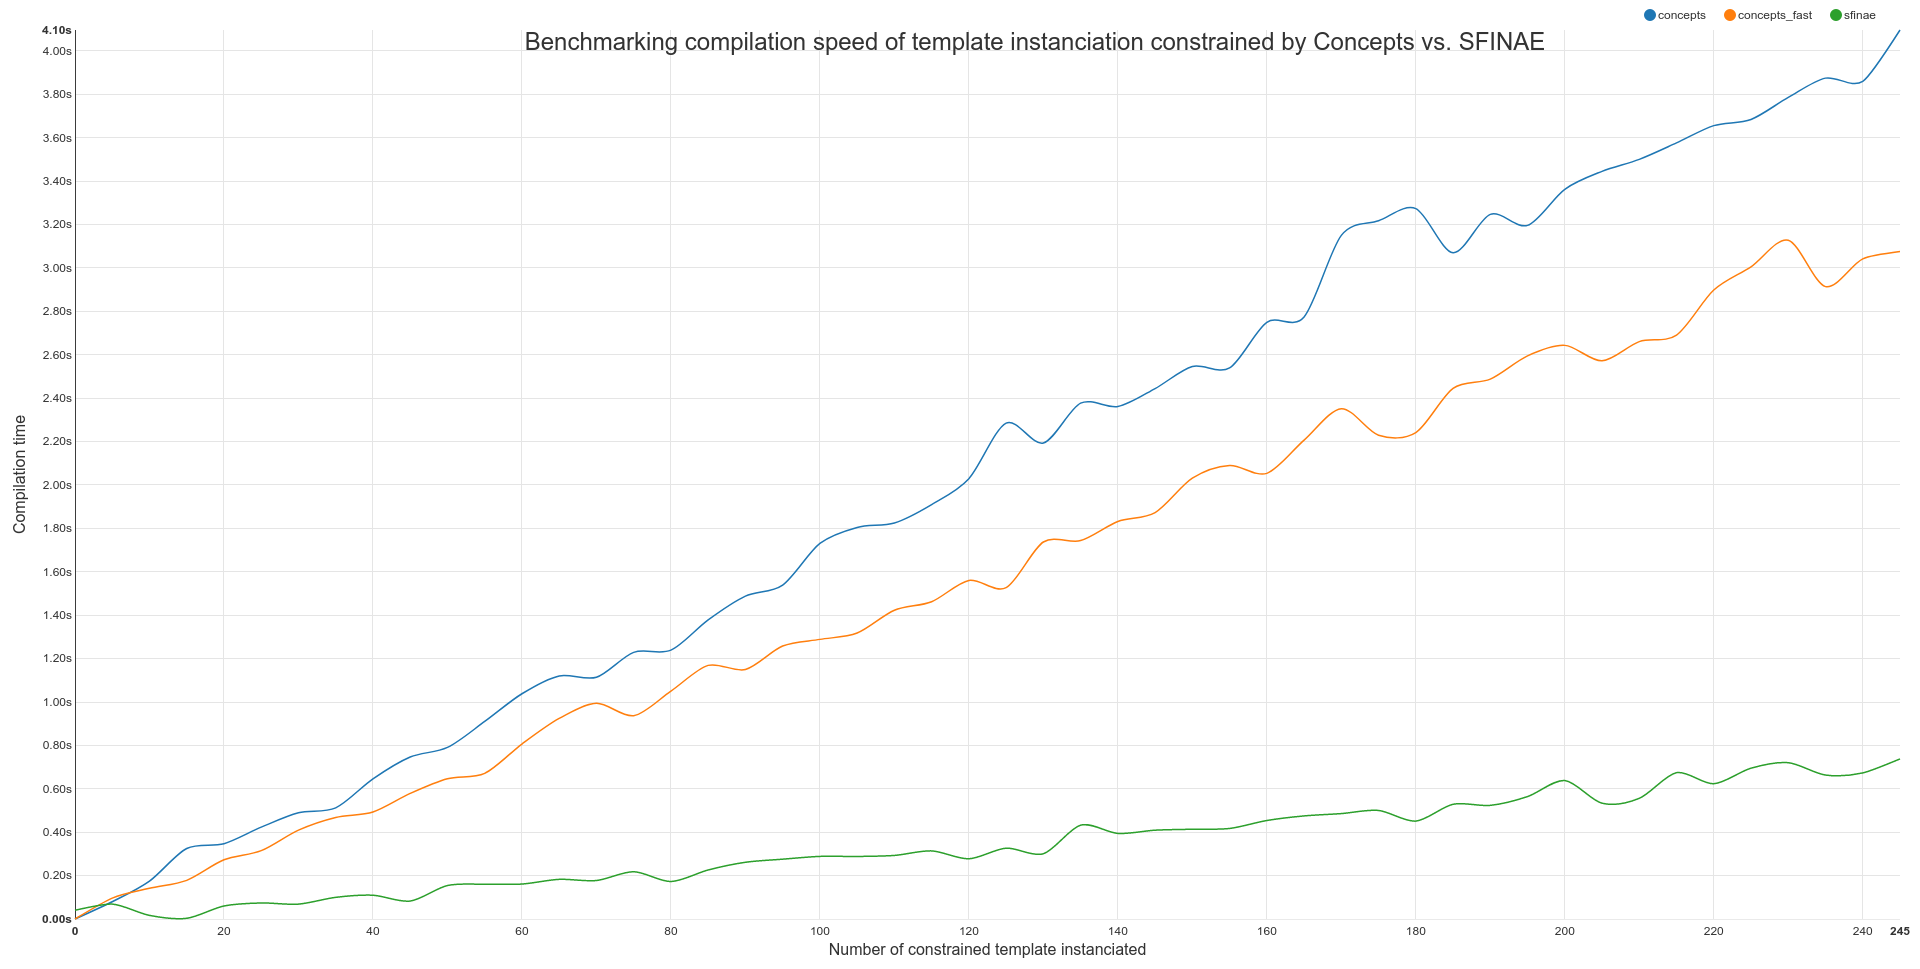 concepts concepts_fast sfinae
Benchmarking compilation speed of template instanciation constrained by Concepts vs. SFINAE
4.10s
4.00s
3.80s
3.60s
3.40s
3.20s
3.00s
2.80s
2.60s
2.40s
2.20s
2.00s
1.80s
1.60s
1.40s
1.20s
1.00s
0.80s
0.60s
0.40s
0.20s
0.00s
Compilation time
0 20 40 60 80 100 120 140 160 180 200 220 240 245
Number of constrained template instanciated